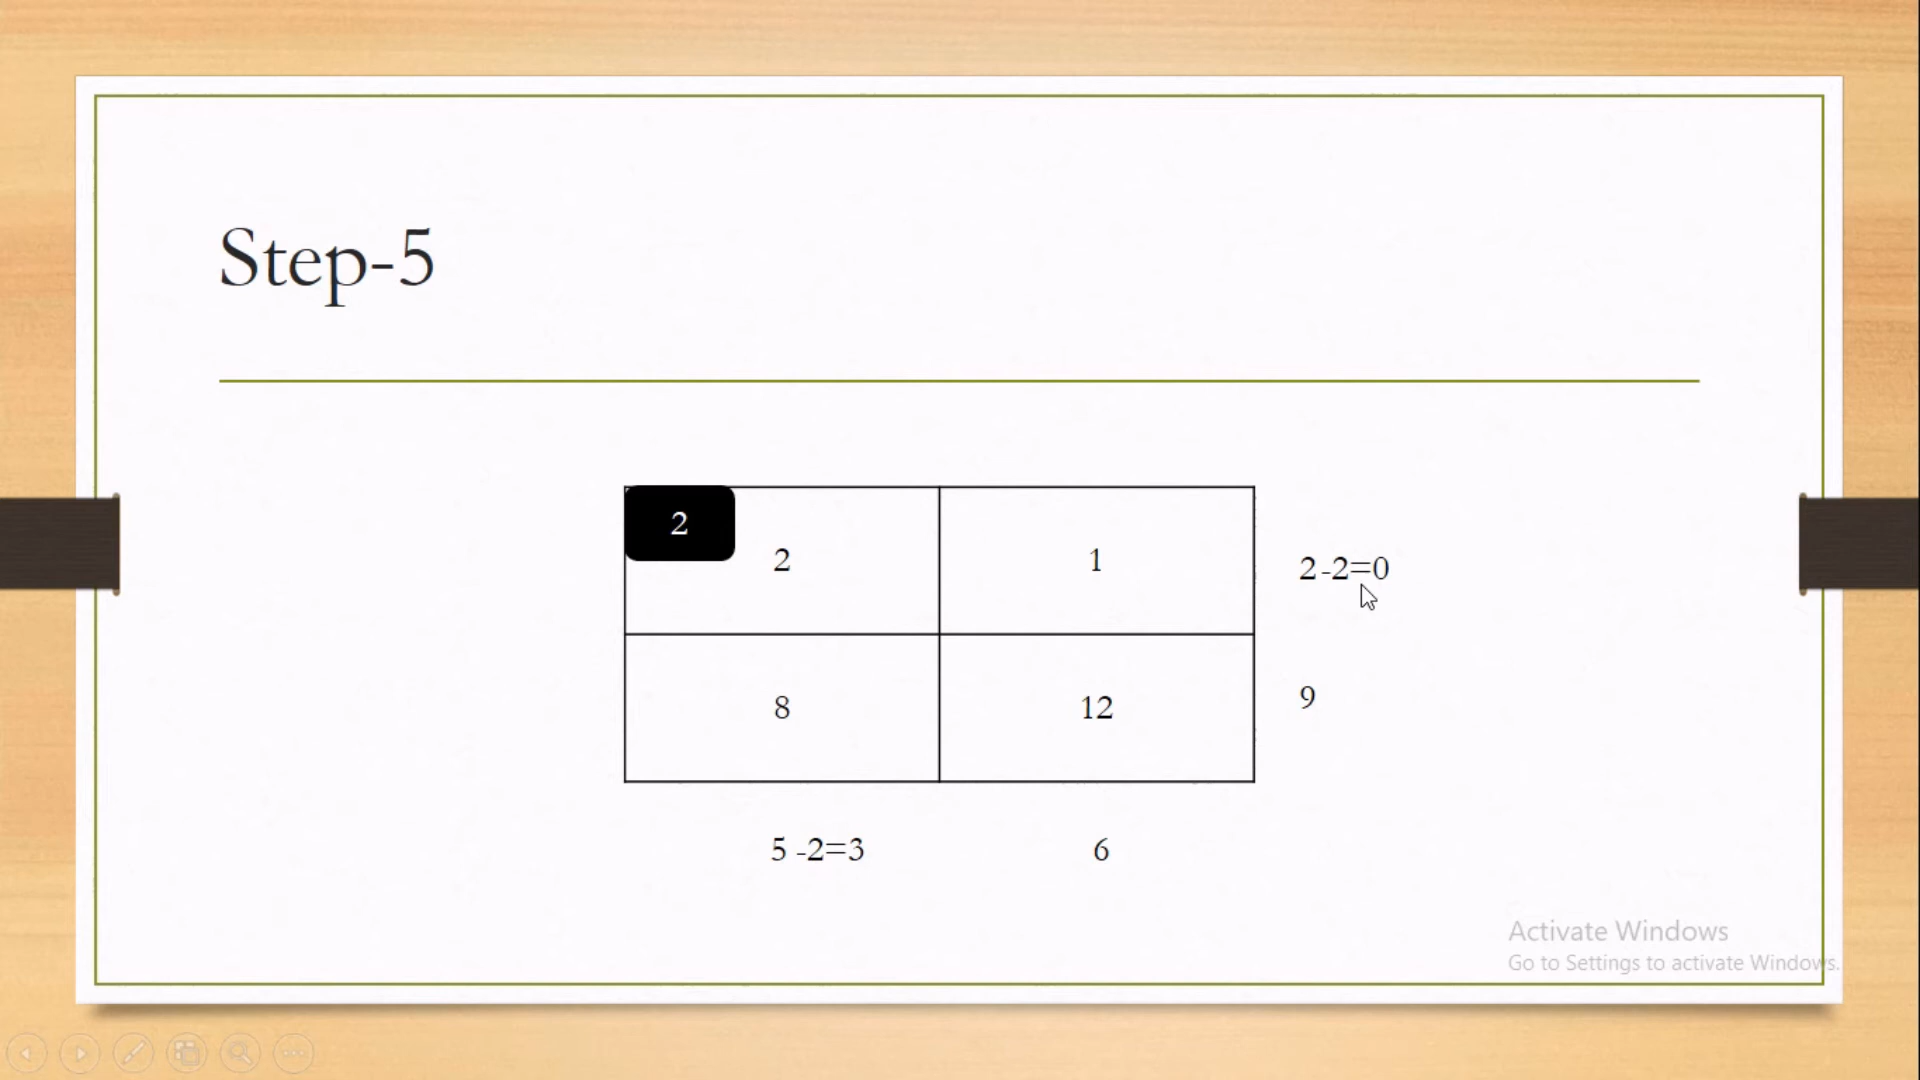 Step-5
2
2 1 2 -2=0
8 12 9
5 -2=3 6
Activate Windows
Go to Settings to activate Windows.